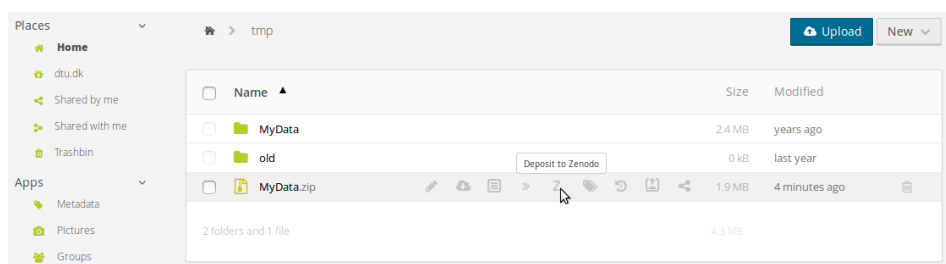 Places
Home
dtu.dk
Shared by me
Shared with me
Trashbin
Apps
Metadata
Pictures
Groups
> tmp
Upload
New
Name Size Modified
MyData 2.4 MB years ago
old 0 kB last year
Deposit to Zenodo
MyData.zip » Z 1.9 MB 4 minutes ago
2 folders and 1 file 4.3 MB